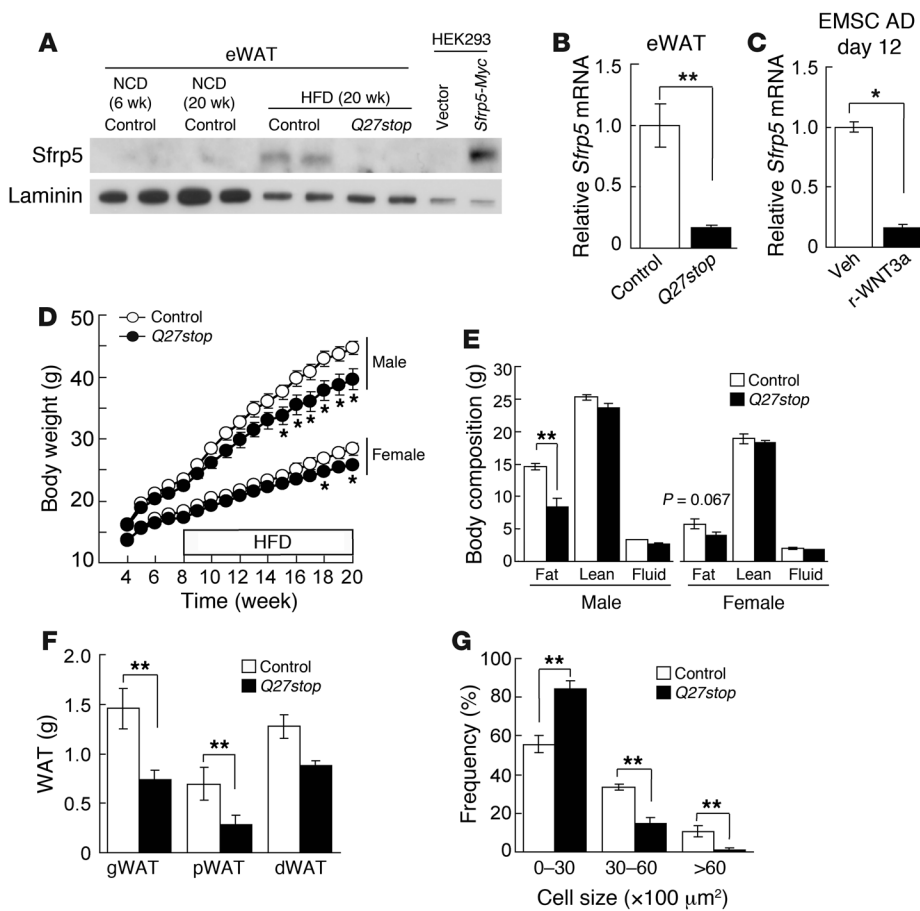 A
eWAT
HEK293
NCD
(6 wk)
Control
NCD
(20 wk)
Control
HFD (20 wk)
Control
Q27stop
Vector
Sfrp5-Myc
Sfrp5
Laminin
B
eWAT
Relative Sfrp5 mRNA
1.5
1.0
0.5
0
**
Control
Q27stop
C
EMSC AD
day 12
Relative Sfrp5 mRNA
1.5
1.0
0.5
0
*
Veh
r-WNT3a
D
Body weight (g)
50
40
30
20
10
Control
Q27stop
Male
* * * * * *
Female
* *
HFD
4 6 8 10 12 14 16 18 20
Time (week)
E
Body composition (g)
30
25
20
15
10
5
0
Control
Q27stop
**
P = 0.067
Fat Lean Fluid Fat Lean Fluid
Male Female
F
WAT (g)
2.0
1.5
1.0
0.5
0
Control
Q27stop
**
**
gWAT pWAT dWAT
G
Frequency (%)
100
80
60
40
20
0
Control
Q27stop
**
**
**
0–30 30–60 >60
Cell size (×100 μm²)